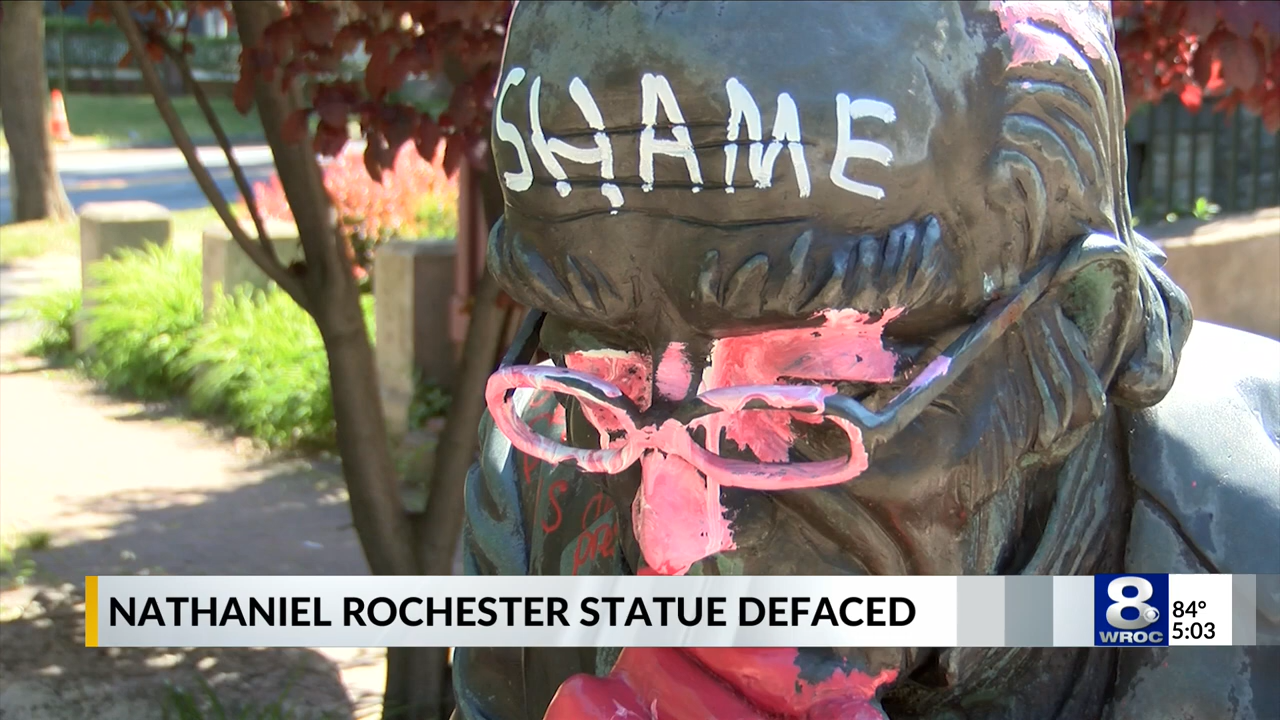 SHAME
NATHANIEL ROCHESTER STATUE DEFACED
8
WROC
84°
5:03